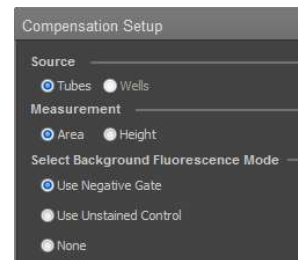 Compensation Setup
Source
Tubes Wells
Measurement
Area Height
Select Background Fluorescence Mode
Use Negative Gate
Use Unstained Control
None